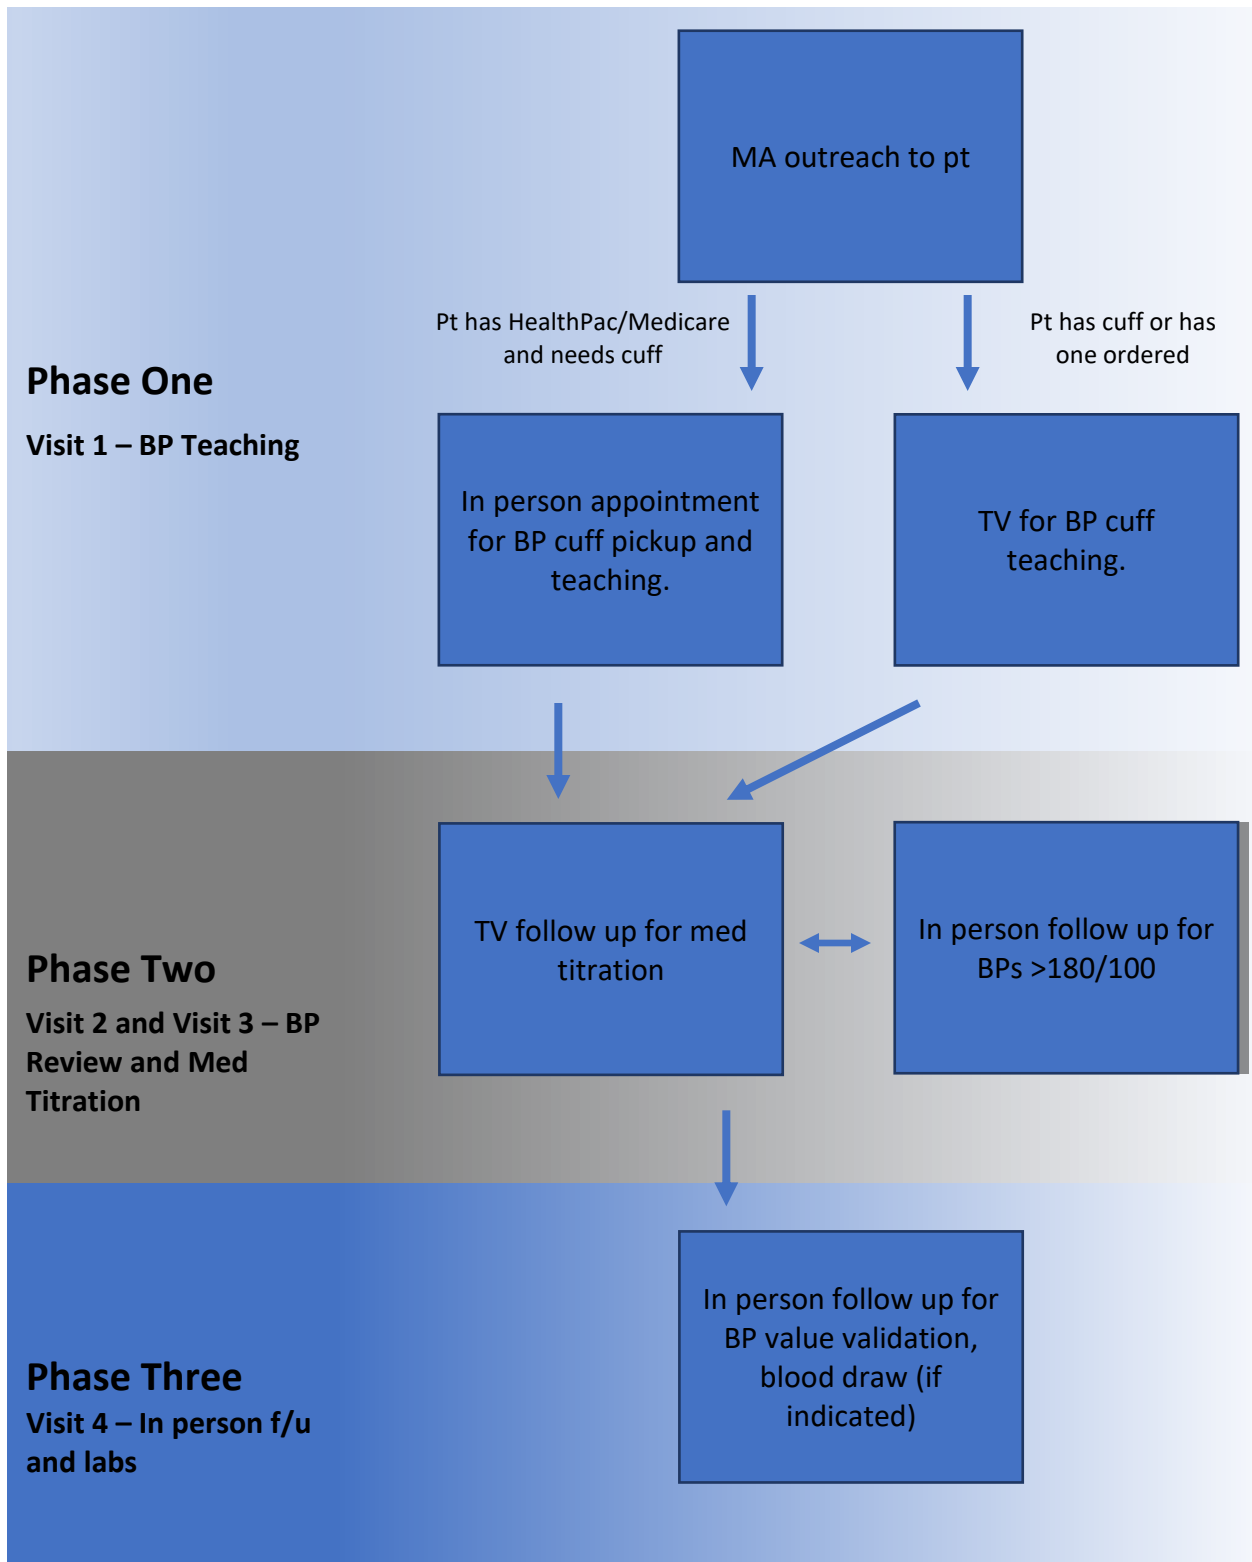 MA outreach to pt
Pt has HealthPac/Medicare
and needs cuff
Pt has cuff or has
one ordered
Phase One
Visit 1 – BP Teaching
In person appointment
for BP cuff pickup and
teaching.
TV for BP cuff
teaching.
Phase Two
Visit 2 and Visit 3 – BP
Review and Med
Titration
TV follow up for med
titration
In person follow up for
BPs >180/100
Phase Three
Visit 4 – In person f/u
and labs
In person follow up for
BP value validation,
blood draw (if
indicated)